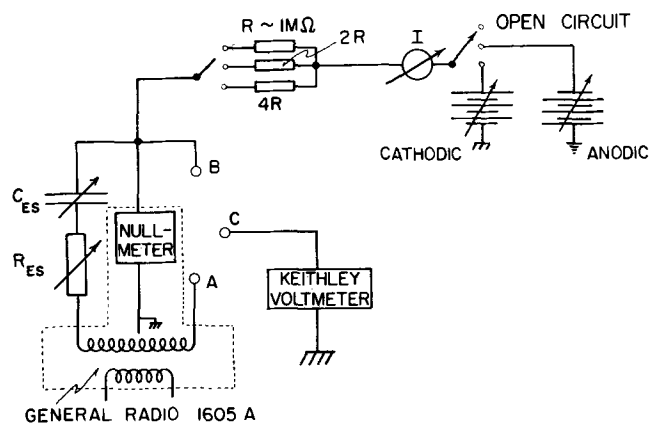 R ~ 1MΩ
2R
4R
I
OPEN CIRCUIT
CATHODIC
ANODIC
B
C_ES
NULL-
METER
C
R_ES
A
KEITHLEY
VOLTMETER
GENERAL RADIO 1605 A